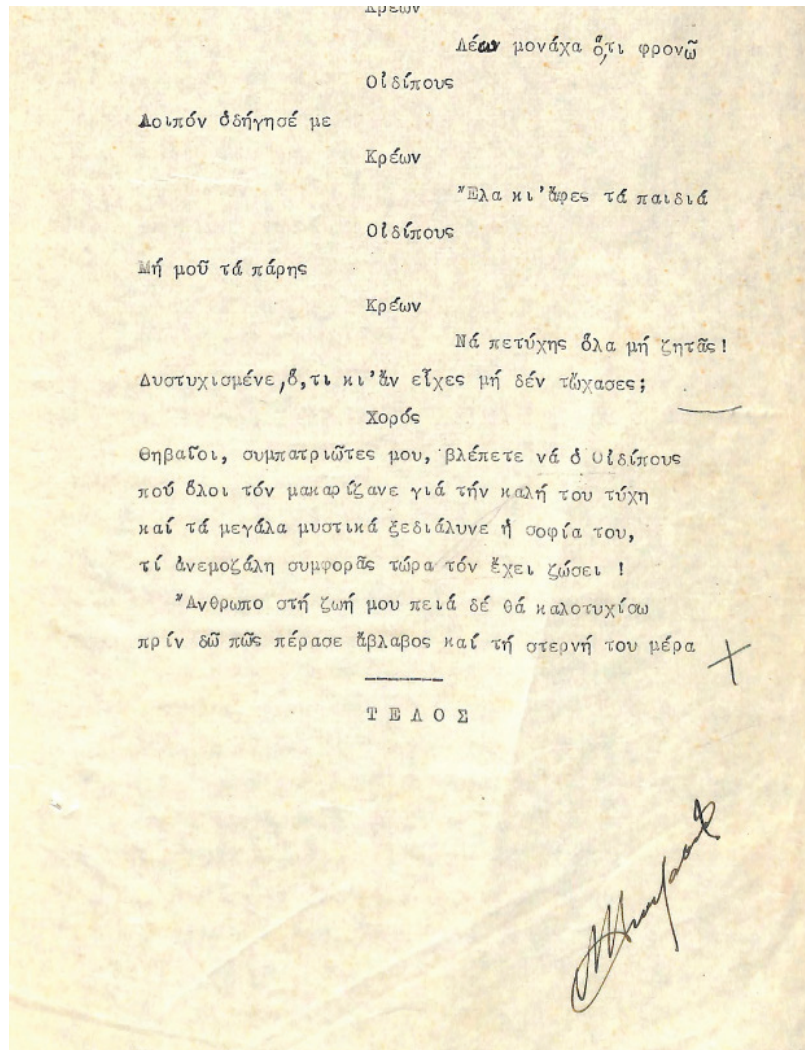 Κρέων
Λέω μονάχα ὅ,τι φρονῶ
Οἰδίπους
Λοιπόν ὁδήγησέ με
Κρέων
Ἔλα κι' ἄφες τά παιδιά
Οἰδίπους
Μή μοῦ τά πάρης
Κρέων
Νά πετύχης ὅλα μή ζητᾶς!
Δυστυχισμένε,ὅ,τι κι'ἄν εἶχες μή δέν τὤχασες;
Χορός
Θηβαῖοι, συμπατριῶτες μου, βλέπετε νά ὁ Οἰδίπους
πού ὅλοι τόν μακαρίζανε γιά τήν καλή του τύχη
καί τά μεγάλα μυστικά ξεδιάλυνε ἡ σοφία του,
τί ἀνεμοζάλη συμφορᾶς τώρα τόν ἔχει ζώσει !
Ἄνθρωπο στή ζωή μου πειά δέ θά καλοτυχίσω
πρίν δῶ πῶς πέρασε ἄβλαβος καί τή στερνή του μέρα
Τ Ε Λ Ο Σ